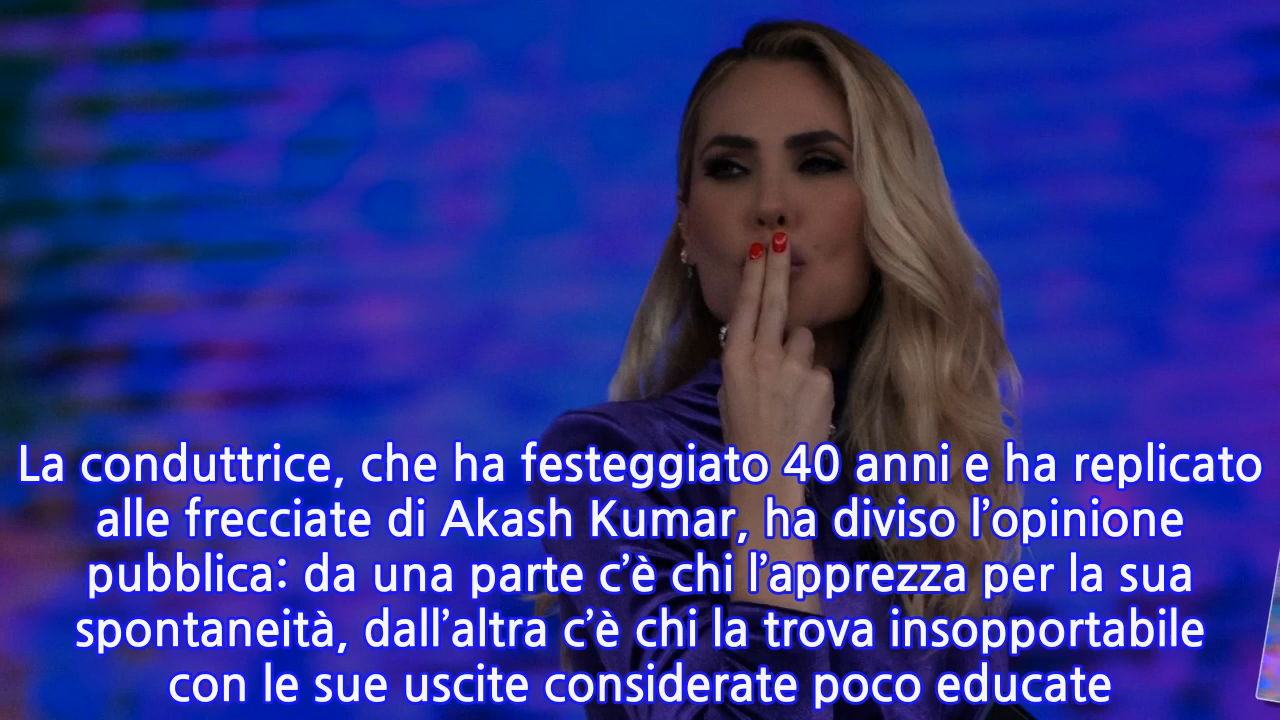 La conduttrice, che ha festeggiato 40 anni e ha replicato
alle frecciate di Akash Kumar, ha diviso l’opinione
pubblica: da una parte c’è chi l’apprezza per la sua
spontaneità, dall’altra c’è chi la trova insopportabile
con le sue uscite considerate poco educate